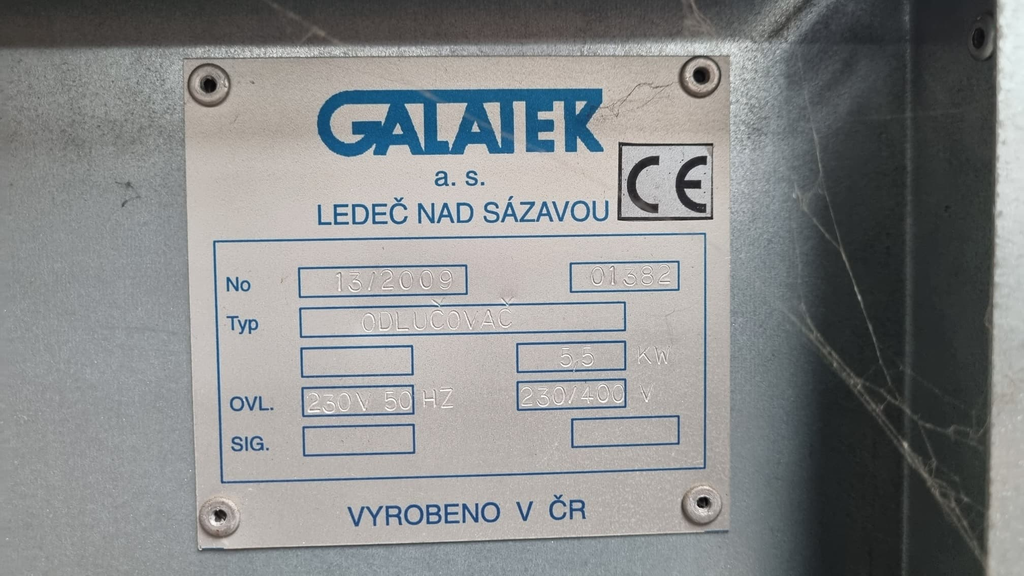 GALATEK
a. s.
LEDEČ NAD SÁZAVOU
CE
No 13/2009 01382
Typ ODLUČOVAČ
5,5 KW
OVL. 230V 50 HZ 230/400 V
SIG.
VYROBENO V ČR